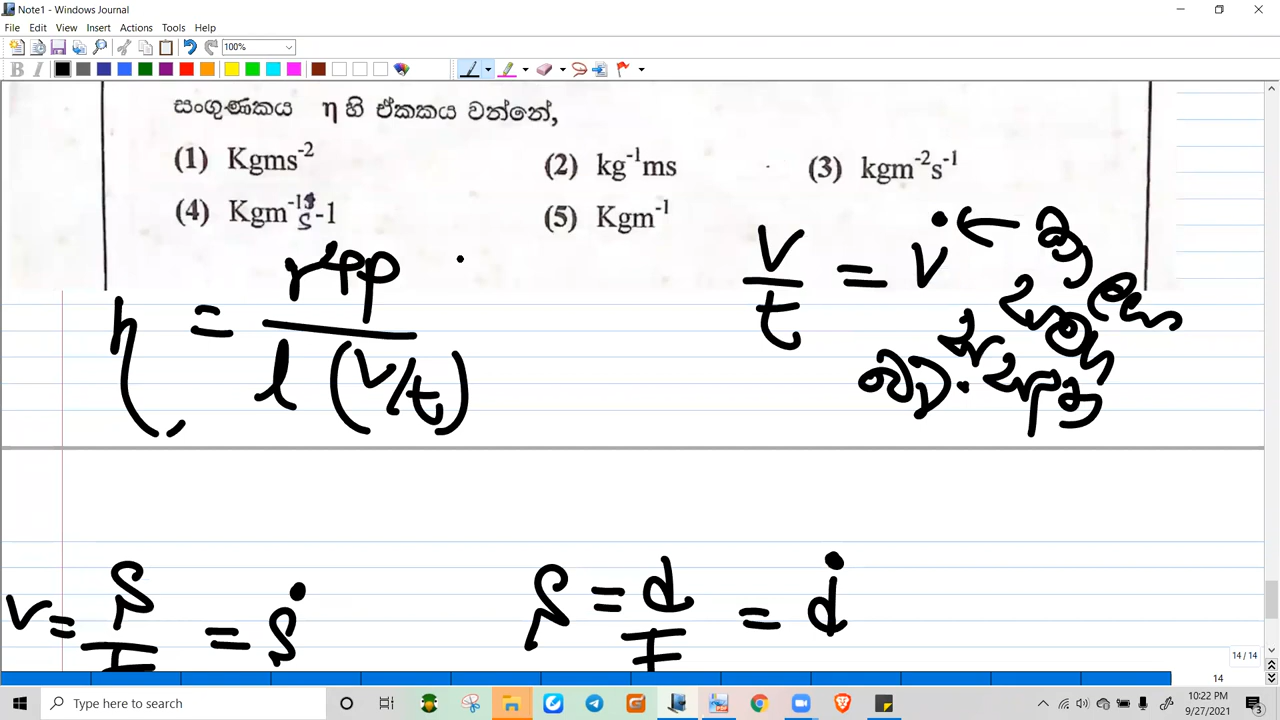 Note1 - Windows Journal
File Edit View Insert Actions Tools Help
100%
සංගුණකය η හි ඒකකය වන්නේ,
(1) Kgms⁻² (2) kg⁻¹ms (3) kgm⁻²s⁻¹
(4) Kgm⁻¹s-1 (5) Kgm⁻¹
V/t = V̇ ←
η = r⁴pp / l (V/t)
V = s/t = ṡ
s = d/t = ḋ
14 / 14
14
Type here to search
10:22 PM
9/27/2021
3